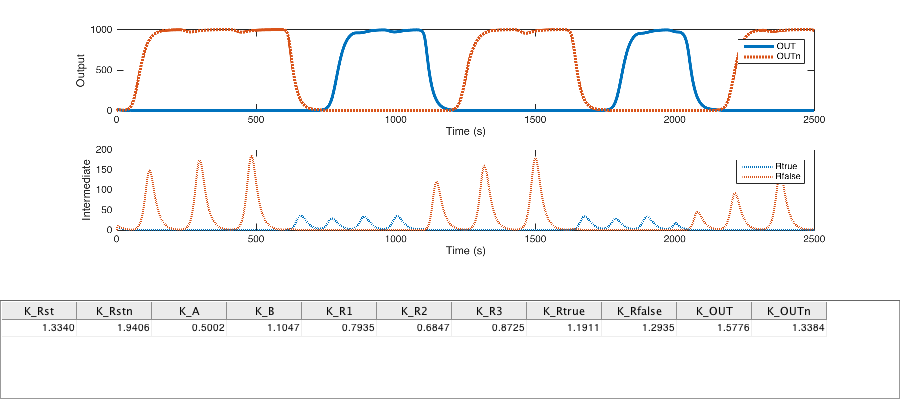 1000
500
0
Output
OUT
OUTn
0 500 1000 1500 2000 2500
Time (s)
200
150
100
50
0
Intermediate
Rtrue
Rfalse
0 500 1000 1500 2000 2500
Time (s)
K_Rst K_Rstn K_A K_B K_R1 K_R2 K_R3 K_Rtrue K_Rfalse K_OUT K_OUTn
1.3340 1.9406 0.5002 1.1047 0.7935 0.6847 0.8725 1.1911 1.2935 1.5776 1.3384